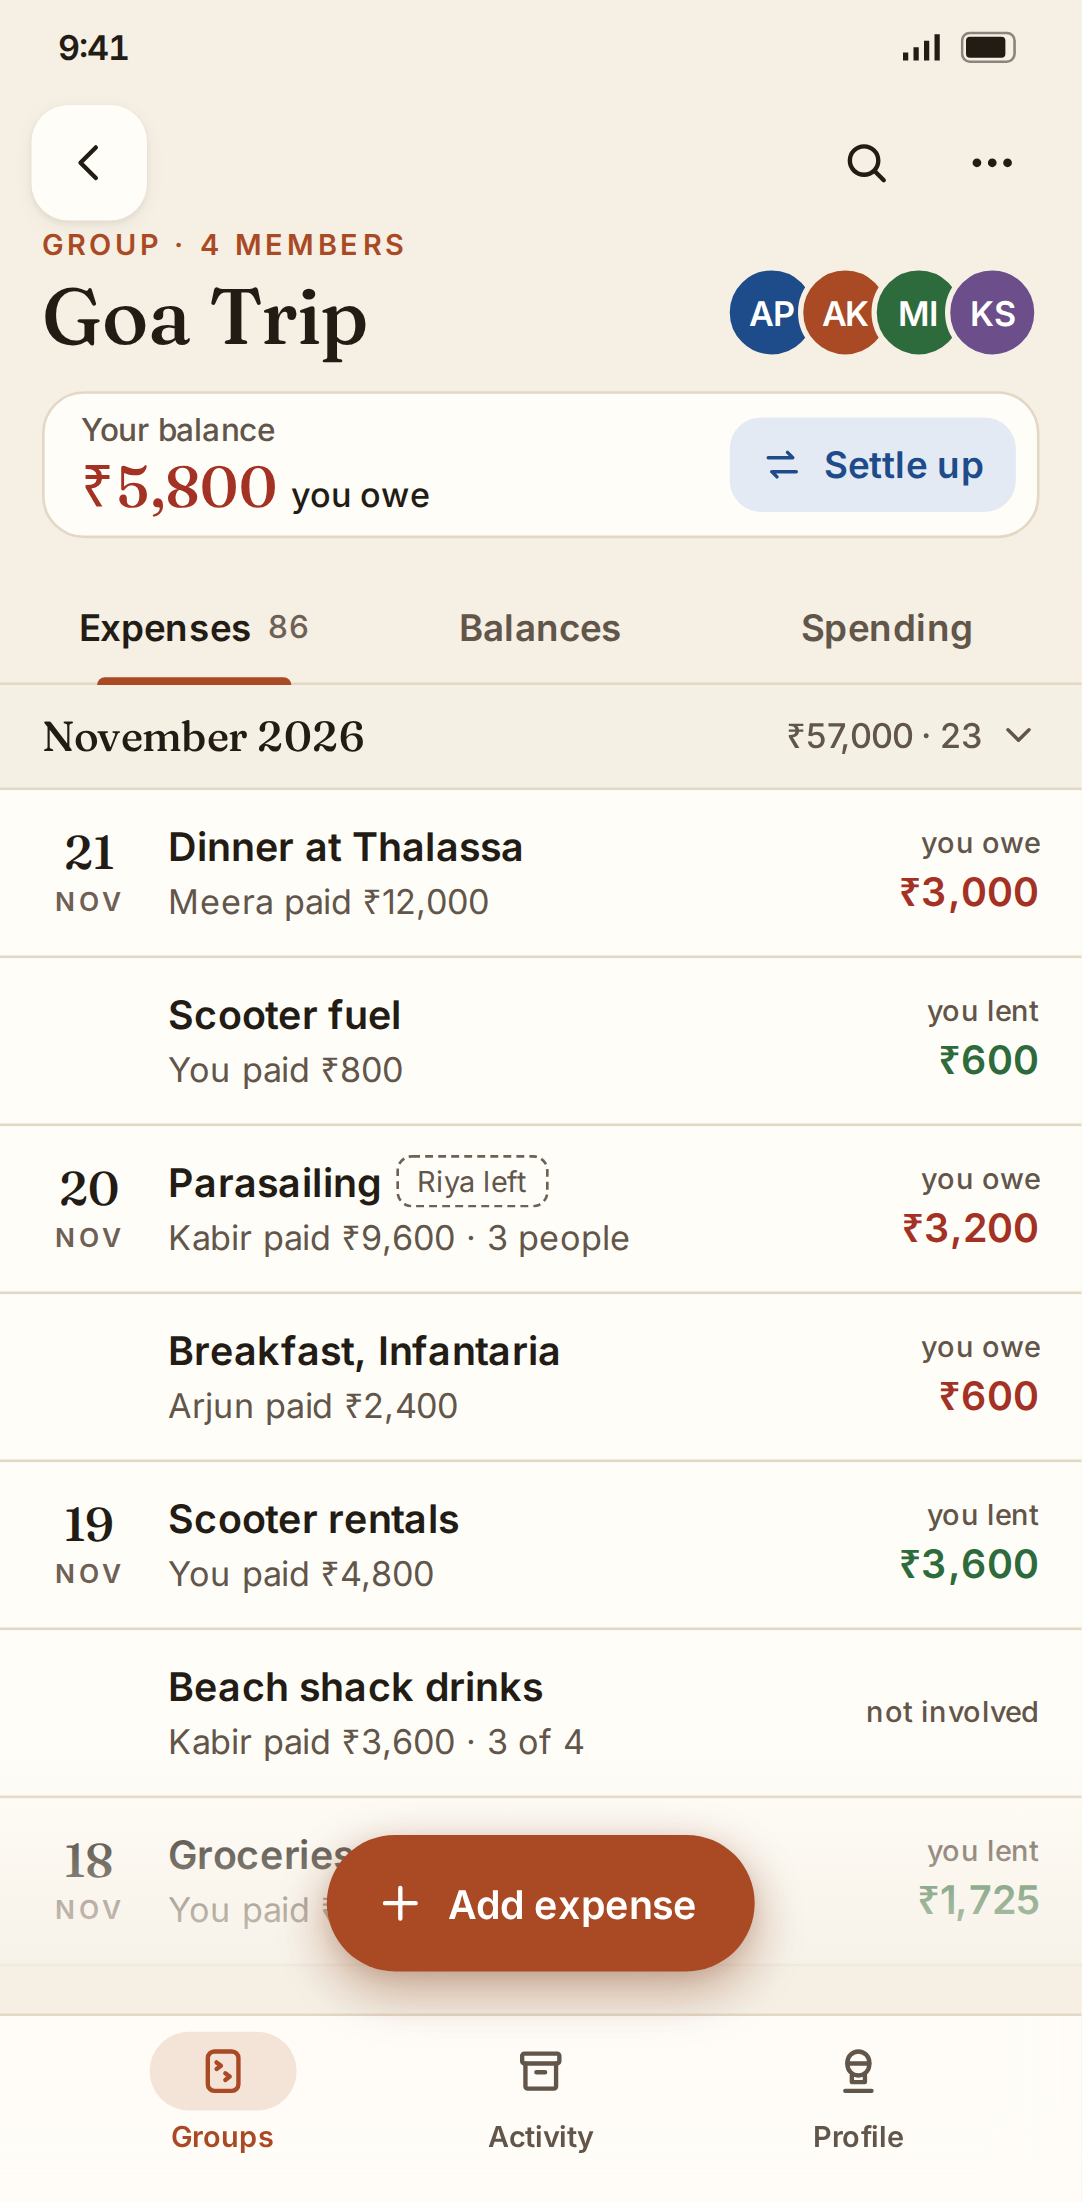 9:41
GROUP · 4 MEMBERS
Goa Trip
AP AK MI KS
Your balance
₹5,800 you owe
Settle up
Expenses 86 Balances Spending
November 2026 ₹57,000 · 23
21 NOV
Dinner at Thalassa
Meera paid ₹12,000
you owe
₹3,000
Scooter fuel
You paid ₹800
you lent
₹600
20 NOV
Parasailing Riya left
Kabir paid ₹9,600 · 3 people
you owe
₹3,200
Breakfast, Infantaria
Arjun paid ₹2,400
you owe
₹600
19 NOV
Scooter rentals
You paid ₹4,800
you lent
₹3,600
Beach shack drinks
Kabir paid ₹3,600 · 3 of 4
not involved
18 NOV
Groceries
You paid
you lent
₹1,725
Add expense
Groups Activity Profile